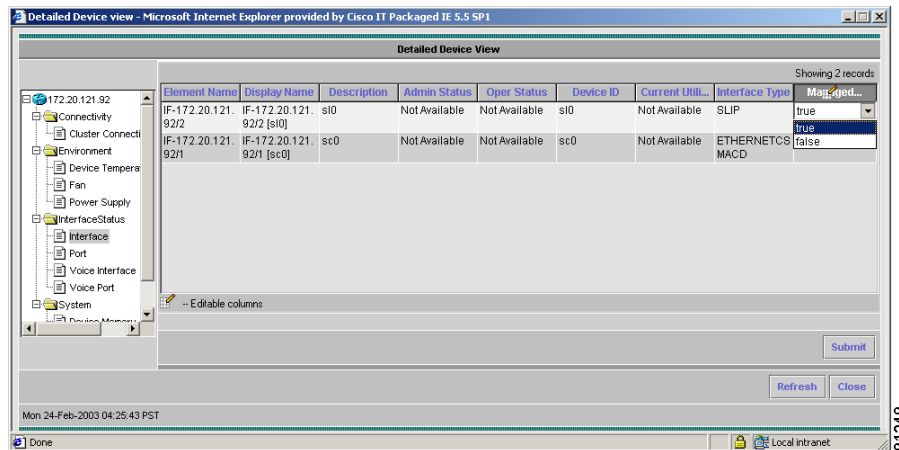 Detailed Device view - Microsoft Internet Explorer provided by Cisco IT Packaged IE 5.5 SP1
Detailed Device View
Showing 2 records
172.20.121.92
Connectivity
Cluster Connecti
Environment
Device Tempera
Fan
Power Supply
InterfaceStatus
Interface
Port
Voice Interface
Voice Port
System
Device Memory
Element Name Display Name Description Admin Status Oper Status Device ID Current Utili... Interface Type Managed...
IF-172.20.121. IF-172.20.121. sl0 Not Available Not Available sl0 Not Available SLIP true
92/2 92/2 [sl0]
true
IF-172.20.121. IF-172.20.121. sc0 Not Available Not Available sc0 Not Available ETHERNETCS false
92/1 92/1 [sc0] MACD
-- Editable columns
Submit
Refresh Close
Mon 24-Feb-2003 04:25:43 PST
Done Local intranet